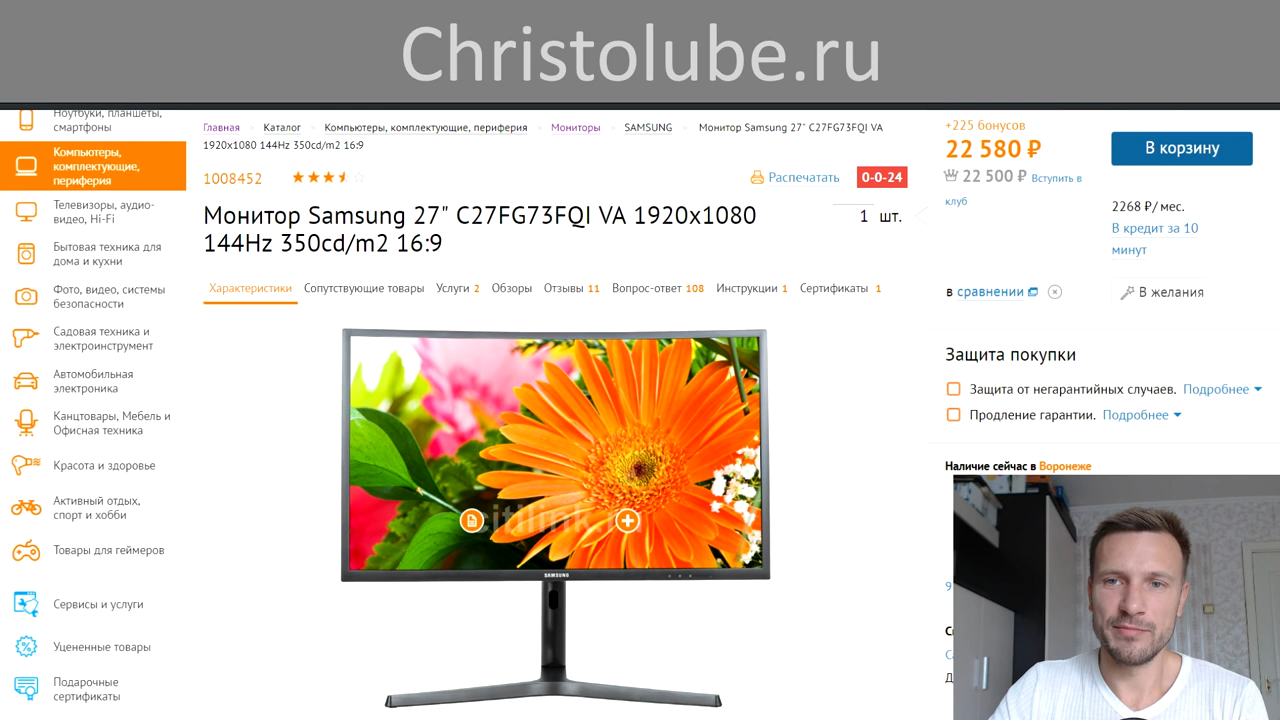 Christolube.ru
Ноутбуки, планшеты,
смартфоны
Компьютеры,
комплектующие,
периферия
Телевизоры, аудио-
видео, Hi-Fi
Бытовая техника для
дома и кухни
Фото, видео, системы
безопасности
Садовая техника и
электроинструмент
Автомобильная
электроника
Канцтовары, Мебель и
Офисная техника
Красота и здоровье
Активный отдых,
спорт и хобби
Товары для геймеров
Сервисы и услуги
Уцененные товары
Подарочные
сертификаты
Главная Каталог Компьютеры, комплектующие, периферия Мониторы SAMSUNG Монитор Samsung 27" C27FG73FQI VA
1920x1080 144Hz 350cd/m2 16:9
1008452
Распечатать 0-0-24
Монитор Samsung 27" C27FG73FQI VA 1920x1080
144Hz 350cd/m2 16:9
1 шт.
Характеристики Сопутствующие товары Услуги 2 Обзоры Отзывы 11 Вопрос-ответ 108 Инструкции 1 Сертификаты 1
citilink.ru
SAMSUNG
+225 бонусов
22 580 ₽
22 500 ₽ Вступить в
клуб
В корзину
2268 ₽/ мес.
В кредит за 10
минут
в сравнении
В желания
Защита покупки
Защита от негарантийных случаев. Подробнее
Продление гарантии. Подробнее
Наличие сейчас в Воронеже
9